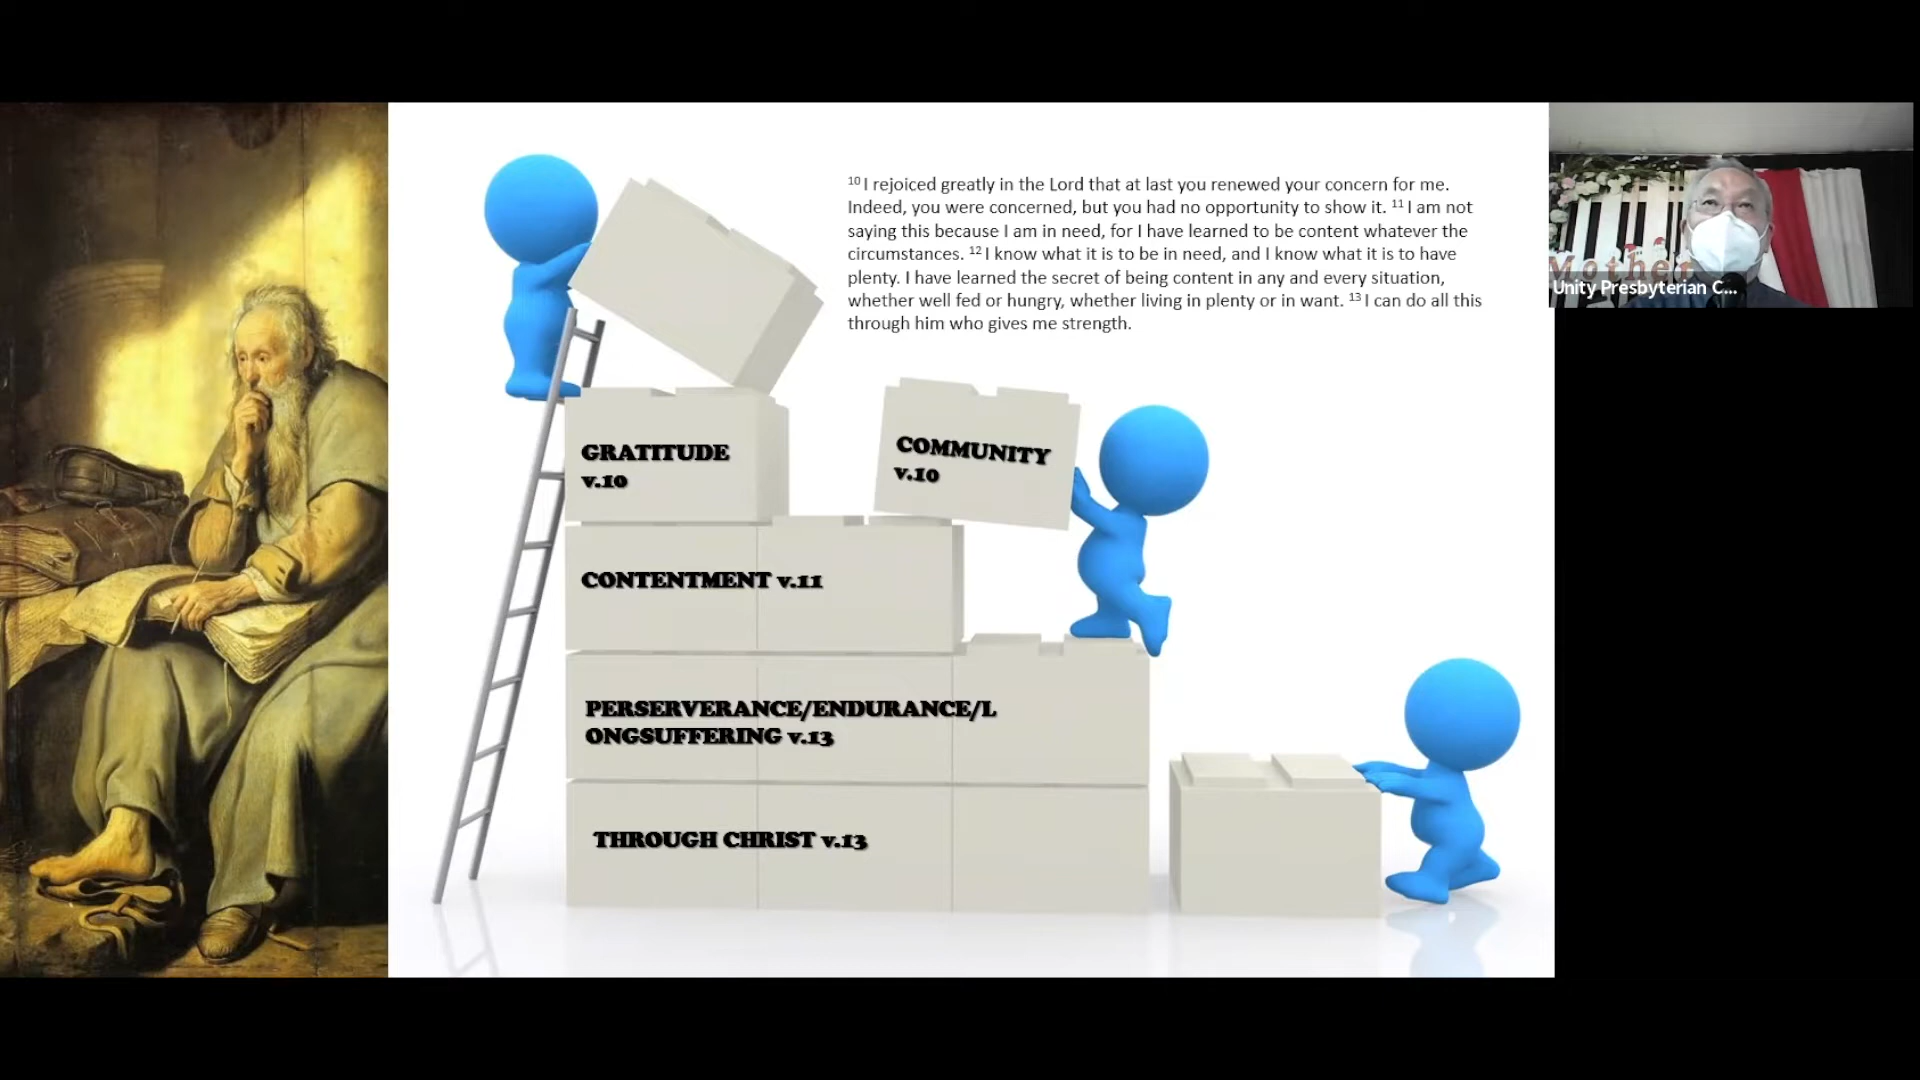 ¹⁰ I rejoiced greatly in the Lord that at last you renewed your concern for me.
Indeed, you were concerned, but you had no opportunity to show it. ¹¹ I am not
saying this because I am in need, for I have learned to be content whatever the
circumstances. ¹² I know what it is to be in need, and I know what it is to have
plenty. I have learned the secret of being content in any and every situation,
whether well fed or hungry, whether living in plenty or in want. ¹³ I can do all this
through him who gives me strength.
GRATITUDE
v.10
COMMUNITY
v.10
CONTENTMENT v.11
PERSERVERANCE/ENDURANCE/L
ONGSUFFERING v.13
THROUGH CHRIST v.13
Mother
Unity Presbyterian C...